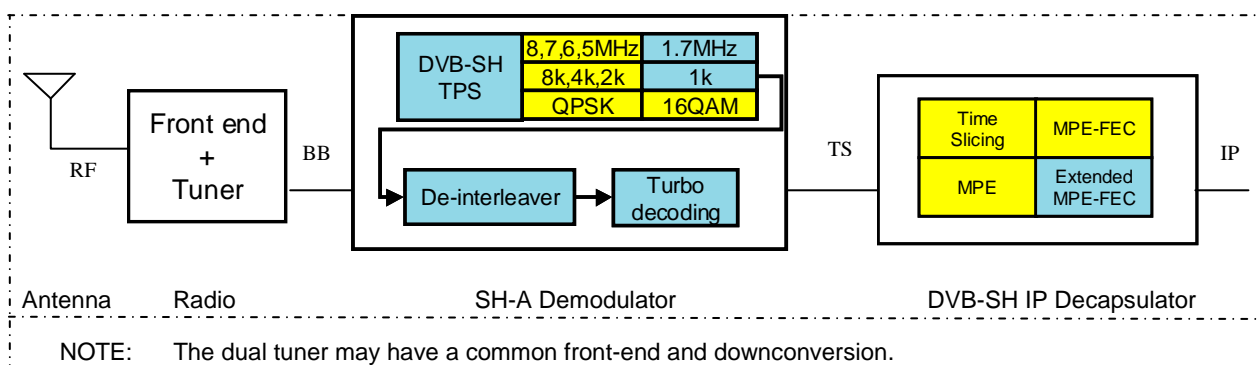 DVB-SH
TPS
8,7,6,5MHz
1.7MHz
8k,4k,2k
1k
QPSK
16QAM
RF
Front end
+
Tuner
BB
De-interleaver
Turbo
decoding
TS
Time
Slicing
MPE-FEC
MPE
Extended
MPE-FEC
IP
Antenna
Radio
SH-A Demodulator
DVB-SH IP Decapsulator
NOTE: The dual tuner may have a common front-end and downconversion.